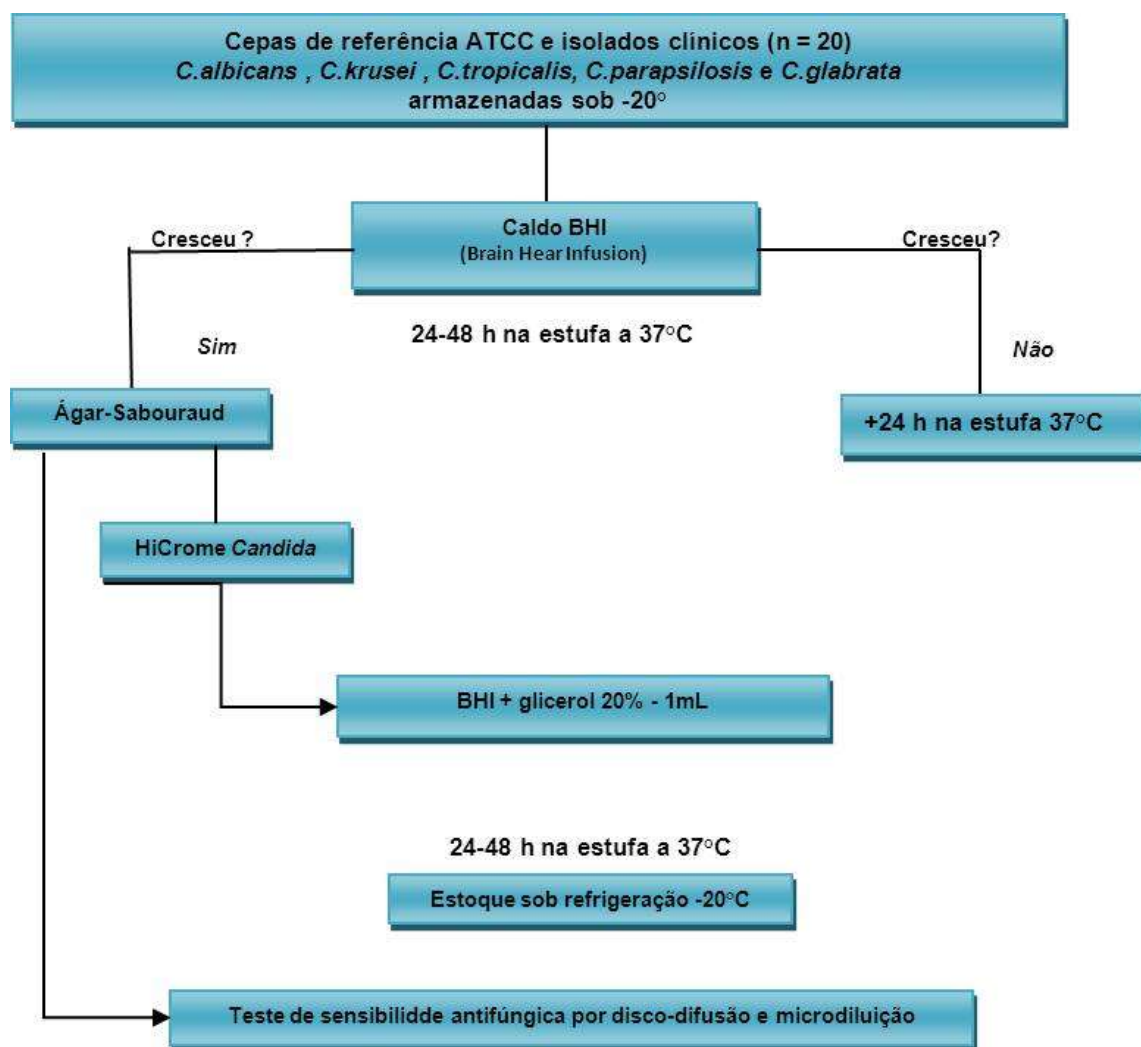 Cepas de referência ATCC e isolados clínicos (n = 20)
C.albicans , C.krusei , C.tropicalis, C.parapsilosis e C.glabrata
armazenadas sob -20°
Caldo BHI
(Brain Hear Infusion)
Cresceu ?
Cresceu?
24-48 h na estufa a 37°C
Sim
Não
Ágar-Sabouraud
+24 h na estufa 37°C
HiCrome Candida
BHI + glicerol 20% - 1mL
24-48 h na estufa a 37°C
Estoque sob refrigeração -20°C
Teste de sensibilidde antifúngica por disco-difusão e microdiluição